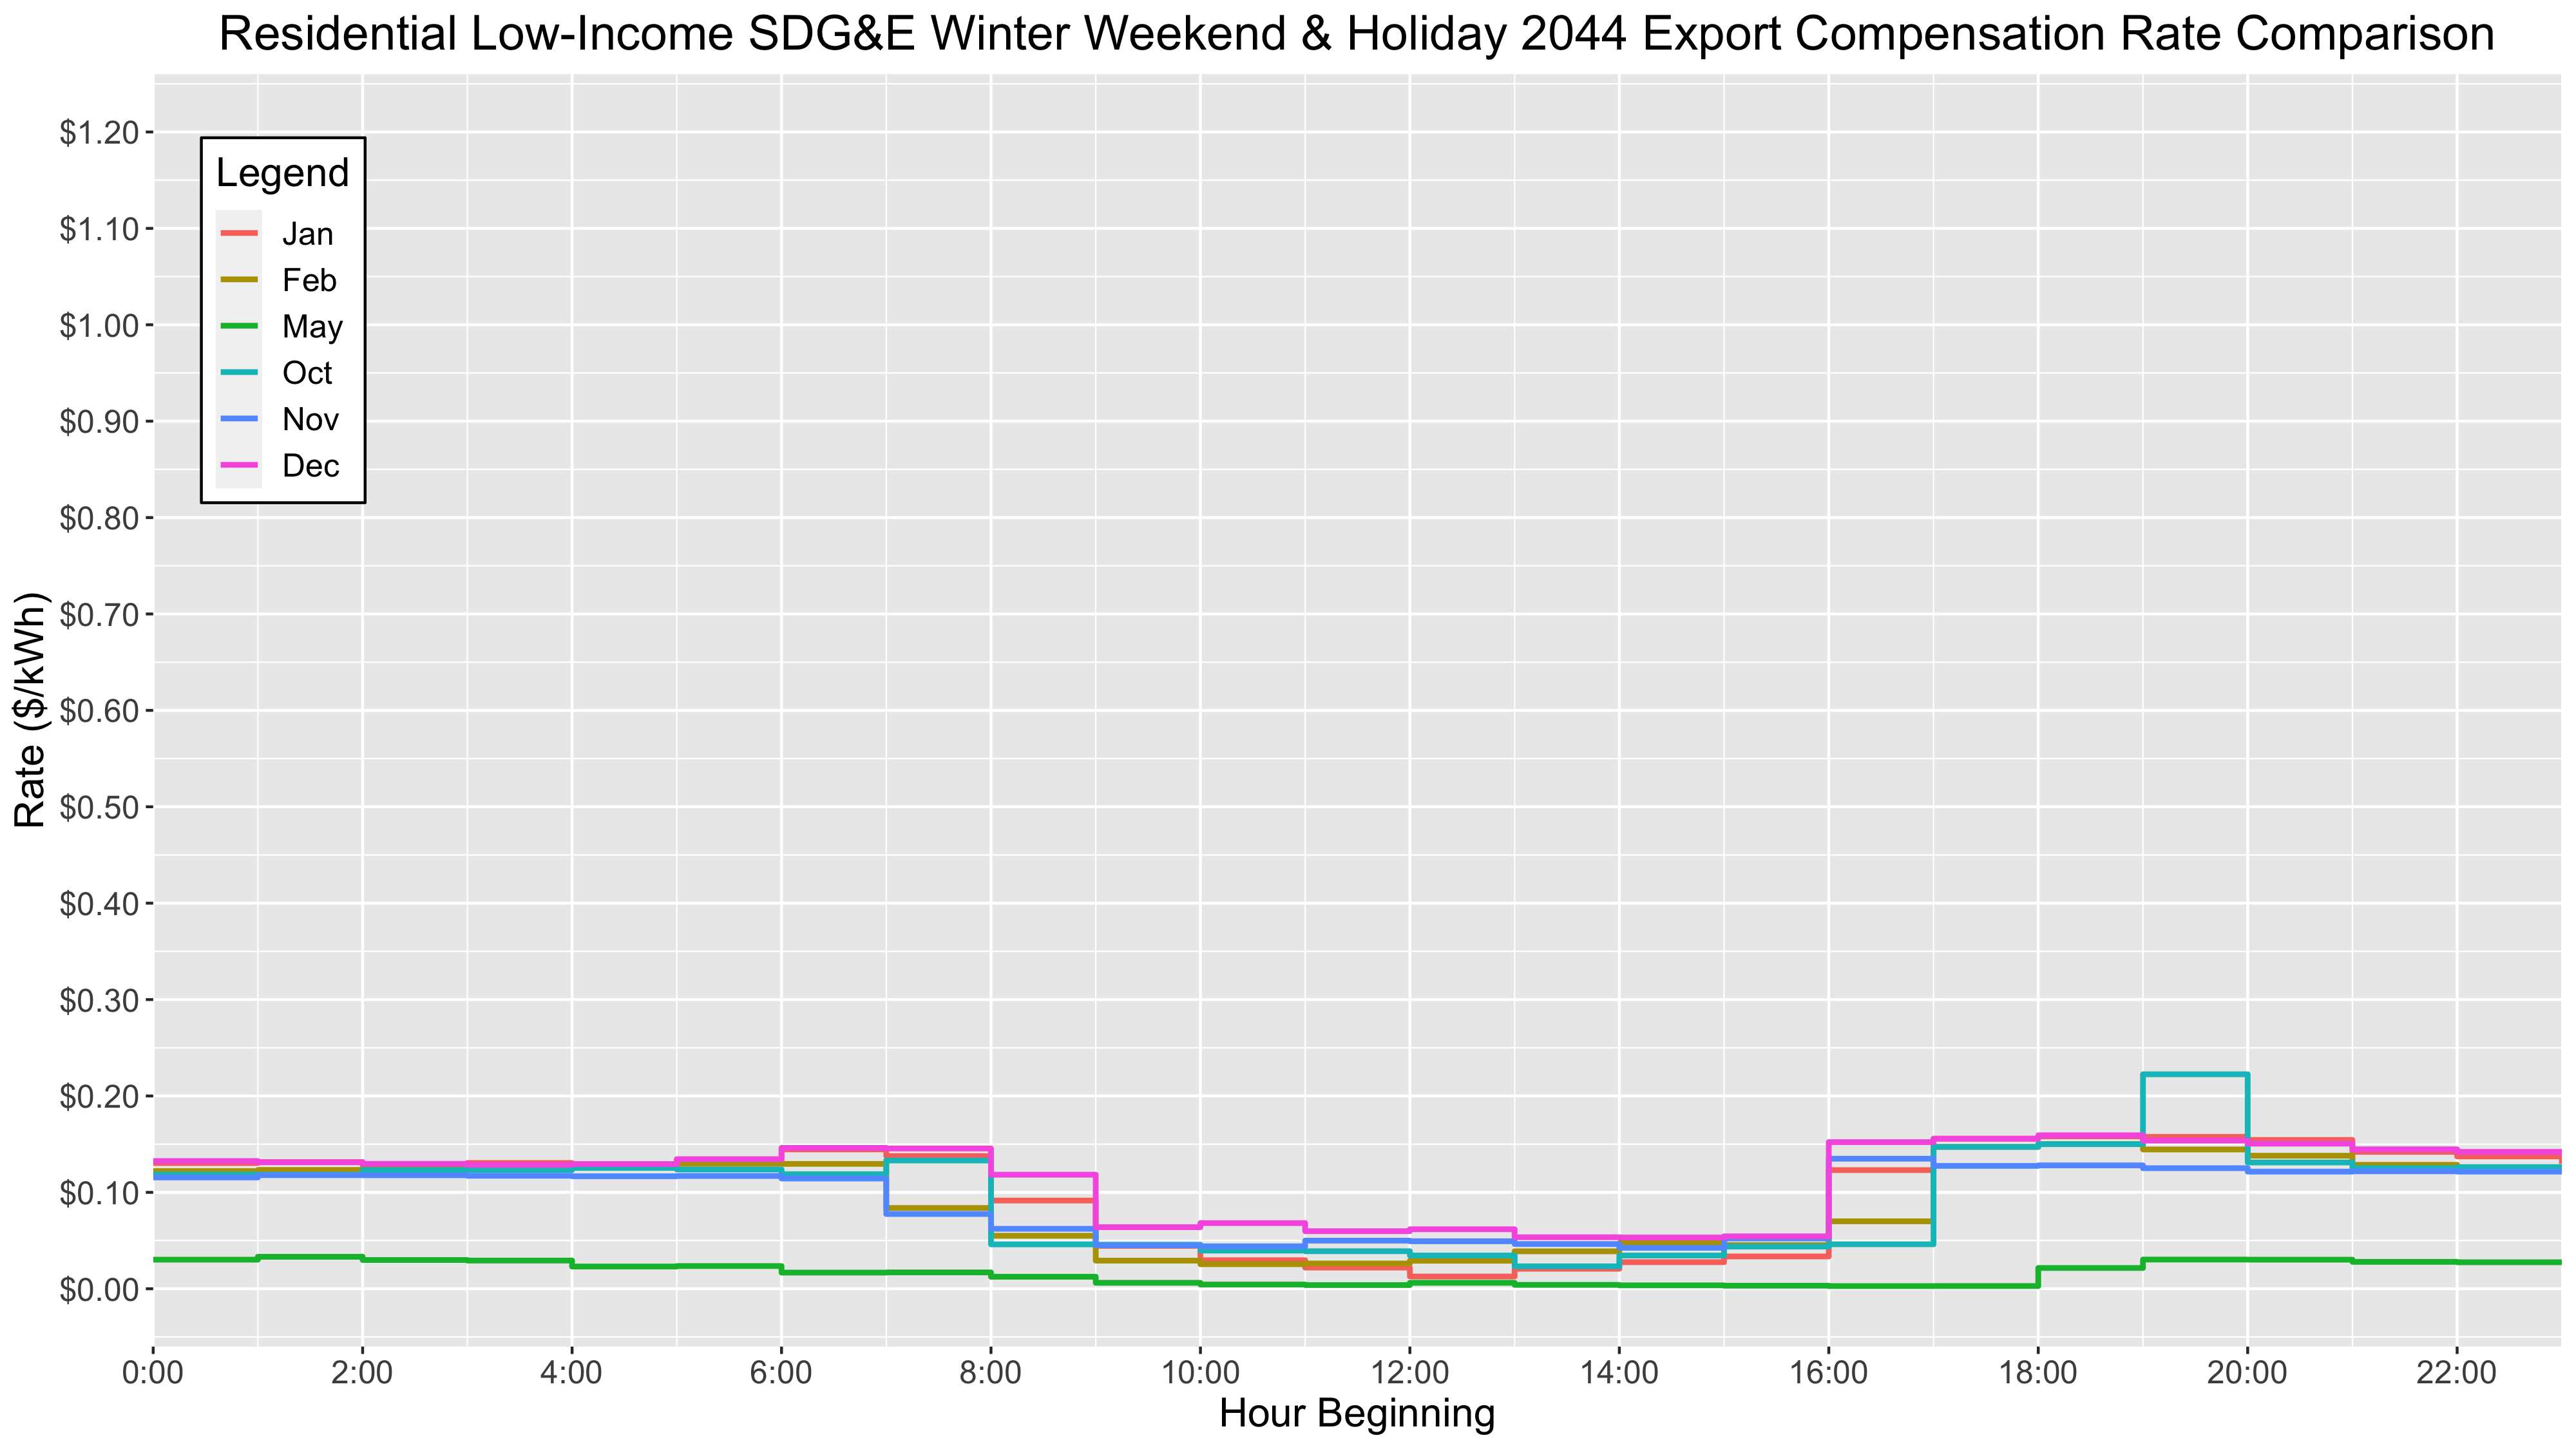 Residential Low-Income SDG&E Winter Weekend & Holiday 2044 Export Compensation Rate Comparison
Legend
Jan
Feb
May
Oct
Nov
Dec
Rate ($/kWh)
$1.20
$1.10
$1.00
$0.90
$0.80
$0.70
$0.60
$0.50
$0.40
$0.30
$0.20
$0.10
$0.00
0:00 2:00 4:00 6:00 8:00 10:00 12:00 14:00 16:00 18:00 20:00 22:00
Hour Beginning